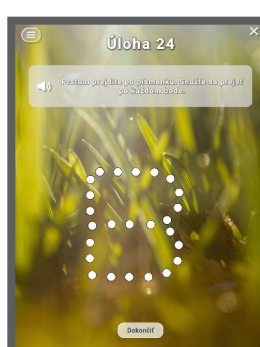 Úloha 24
Prstom prejdite po písmenku. Snažte sa prejsť
po každom bode.
Dokončiť